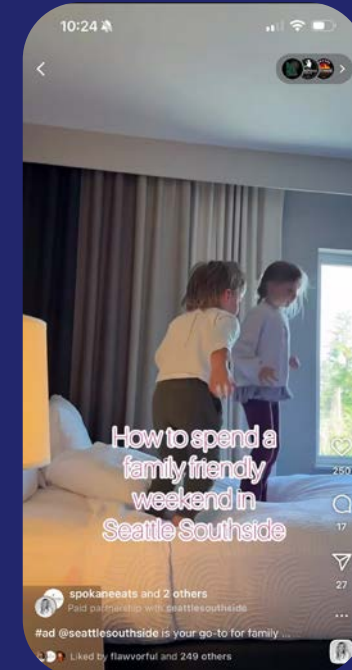 10:24
How to spend a
family friendly
weekend in
Seattle Southside
250
17
27
spokaneeats and 2 others
Paid partnership with seattlesouthside
#ad @seattlesouthside is your go-to for family ...
Liked by flawvorful and 249 others